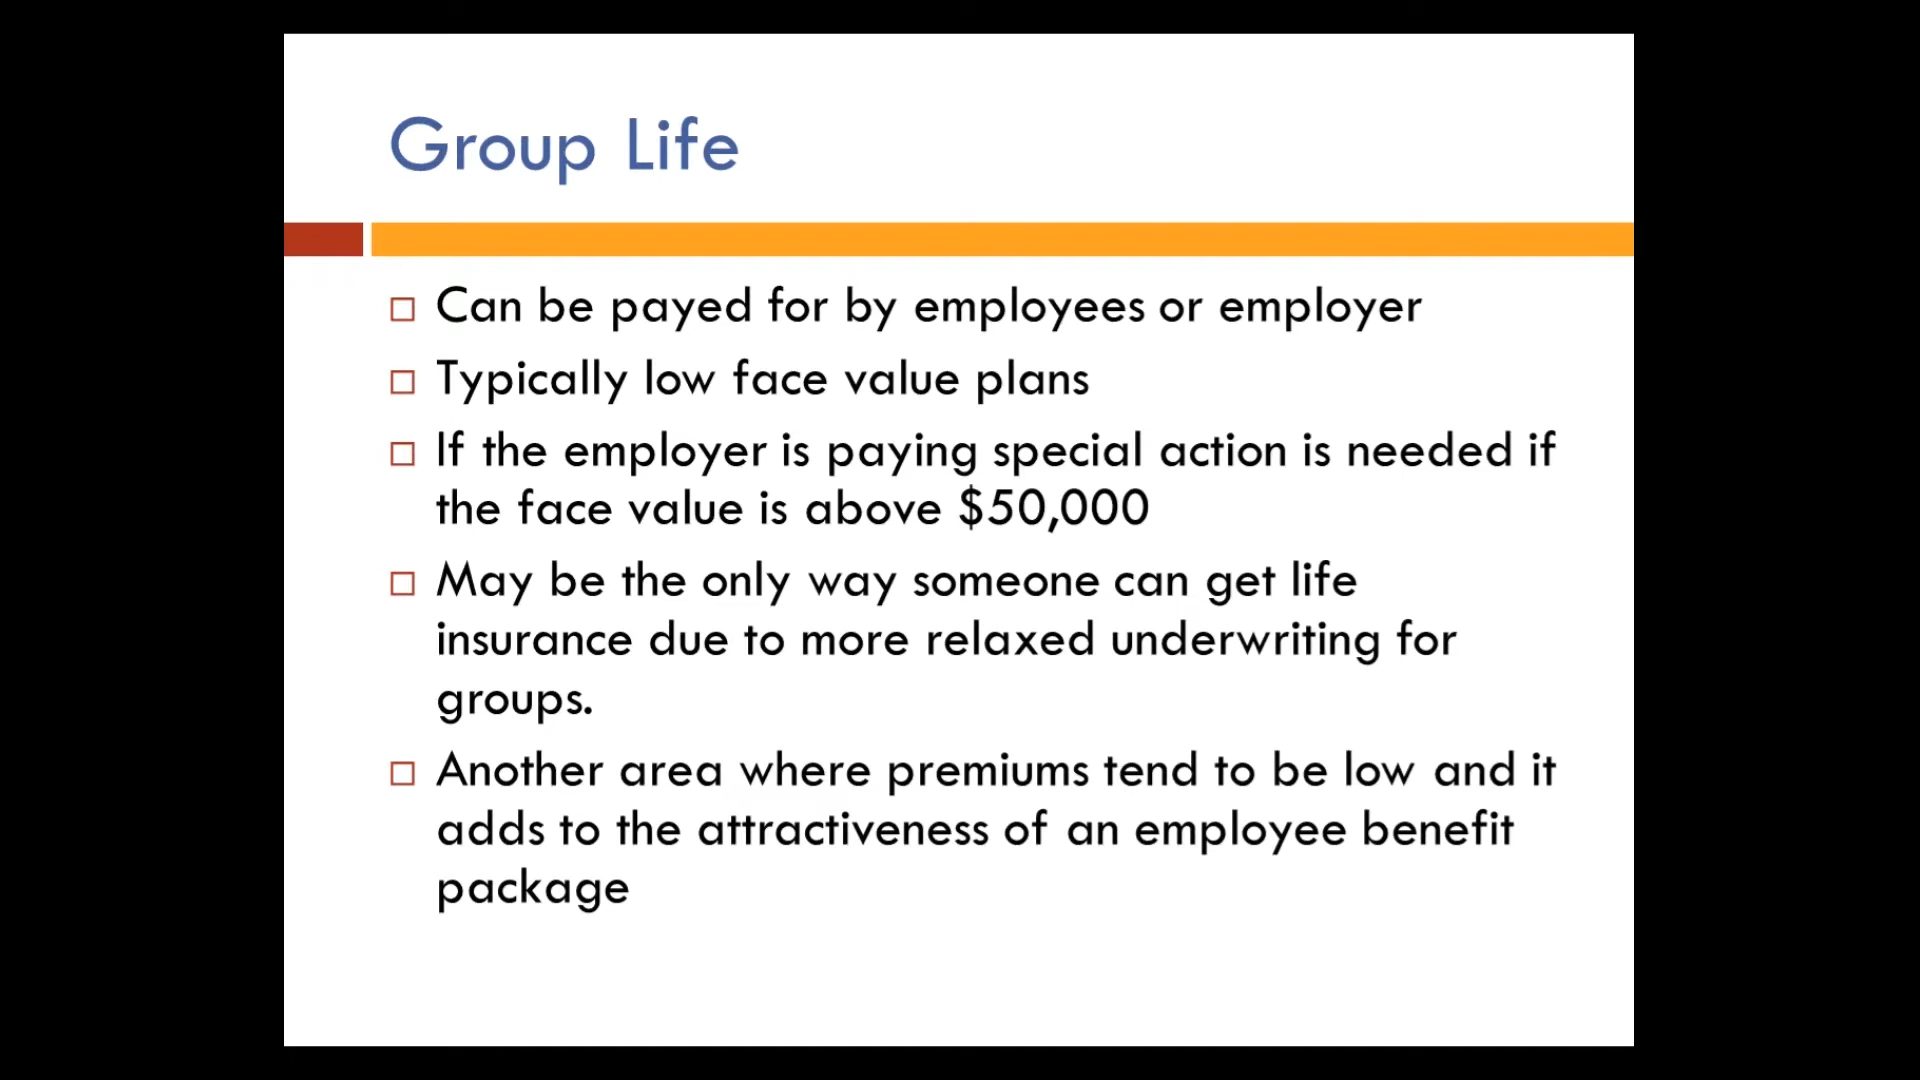 Group Life
Can be payed for by employees or employer
Typically low face value plans
If the employer is paying special action is needed if
the face value is above $50,000
May be the only way someone can get life
insurance due to more relaxed underwriting for
groups.
Another area where premiums tend to be low and it
adds to the attractiveness of an employee benefit
package